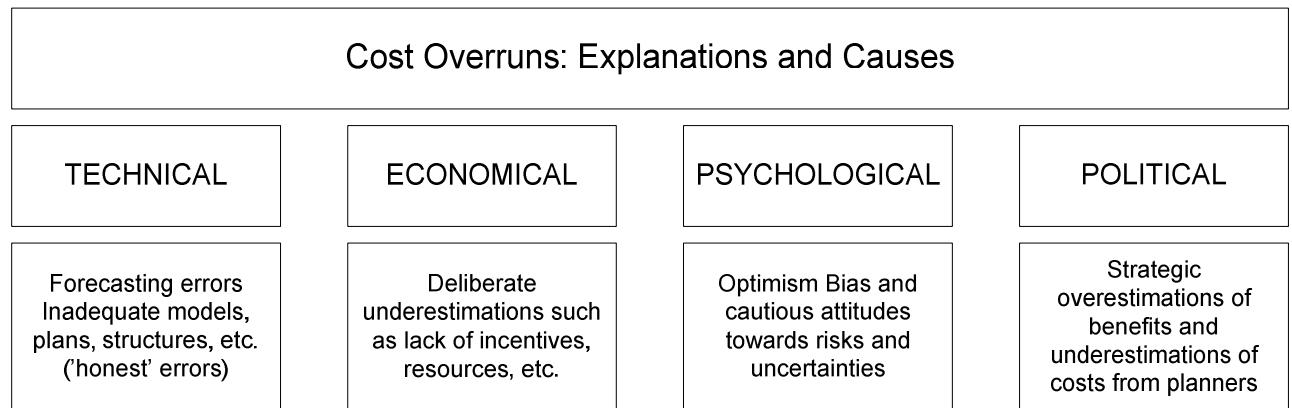 Cost Overruns: Explanations and Causes
TECHNICAL
Forecasting errors
Inadequate models,
plans, structures, etc.
('honest' errors)
ECONOMICAL
Deliberate
underestimations such
as lack of incentives,
resources, etc.
PSYCHOLOGICAL
Optimism Bias and
cautious attitudes
towards risks and
uncertainties
POLITICAL
Strategic
overestimations of
benefits and
underestimations of
costs from planners